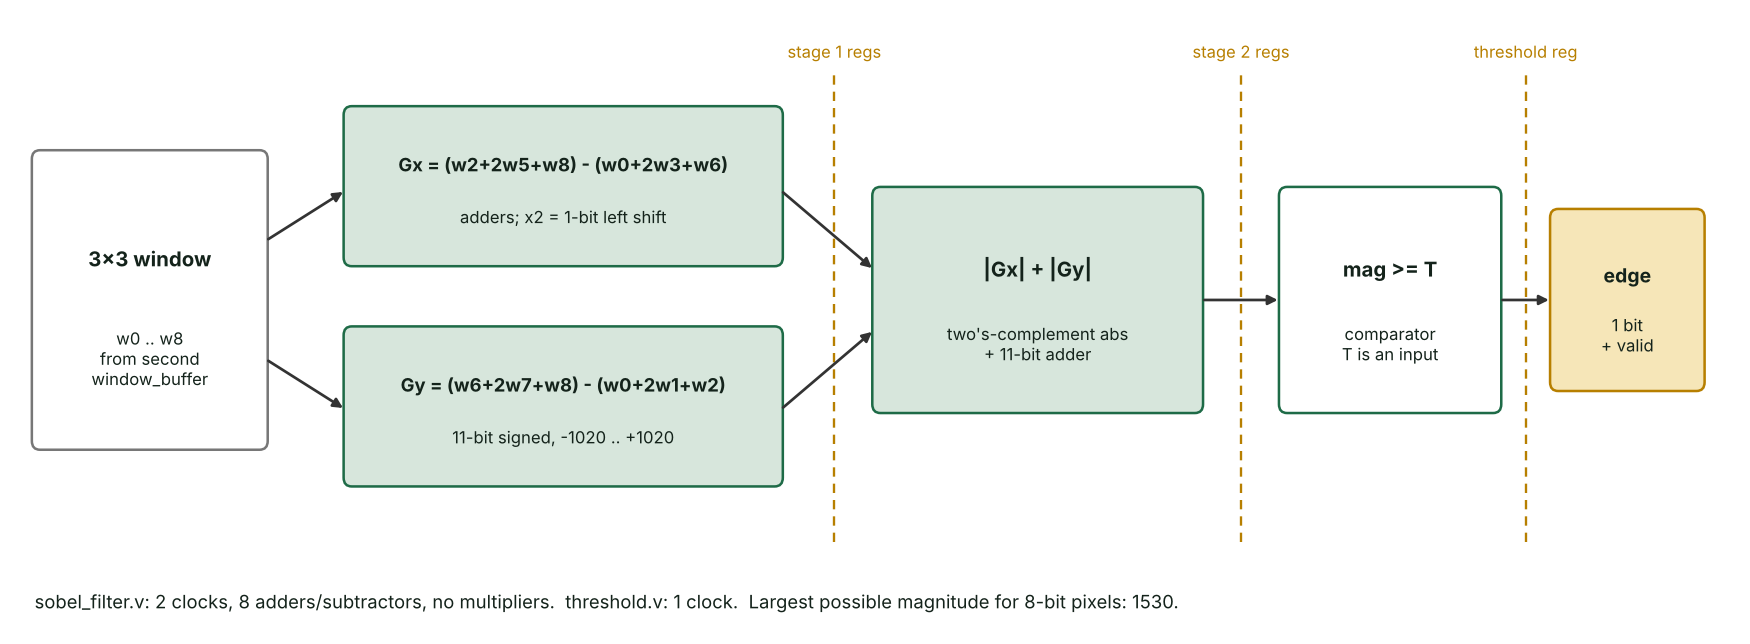 stage 1 regs
stage 2 regs
threshold reg
3×3 window
w0 .. w8
from second
window_buffer
Gx = (w2+2w5+w8) - (w0+2w3+w6)
adders; x2 = 1-bit left shift
Gy = (w6+2w7+w8) - (w0+2w1+w2)
11-bit signed, -1020 .. +1020
|Gx| + |Gy|
two's-complement abs
+ 11-bit adder
mag >= T
comparator
T is an input
edge
1 bit
+ valid
sobel_filter.v: 2 clocks, 8 adders/subtractors, no multipliers.  threshold.v: 1 clock.  Largest possible magnitude for 8-bit pixels: 1530.